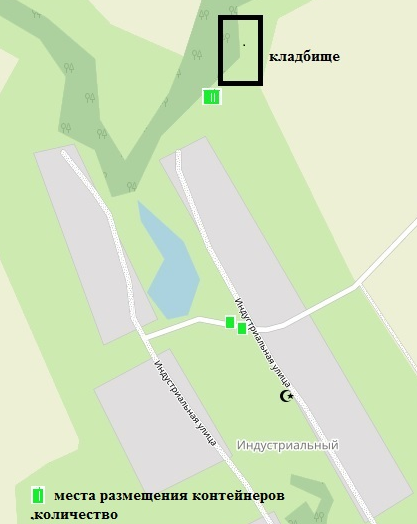 кладбище
Индустриальная улица
Индустриальная улица
Индустриальный
места размещения контейнеров
,количество